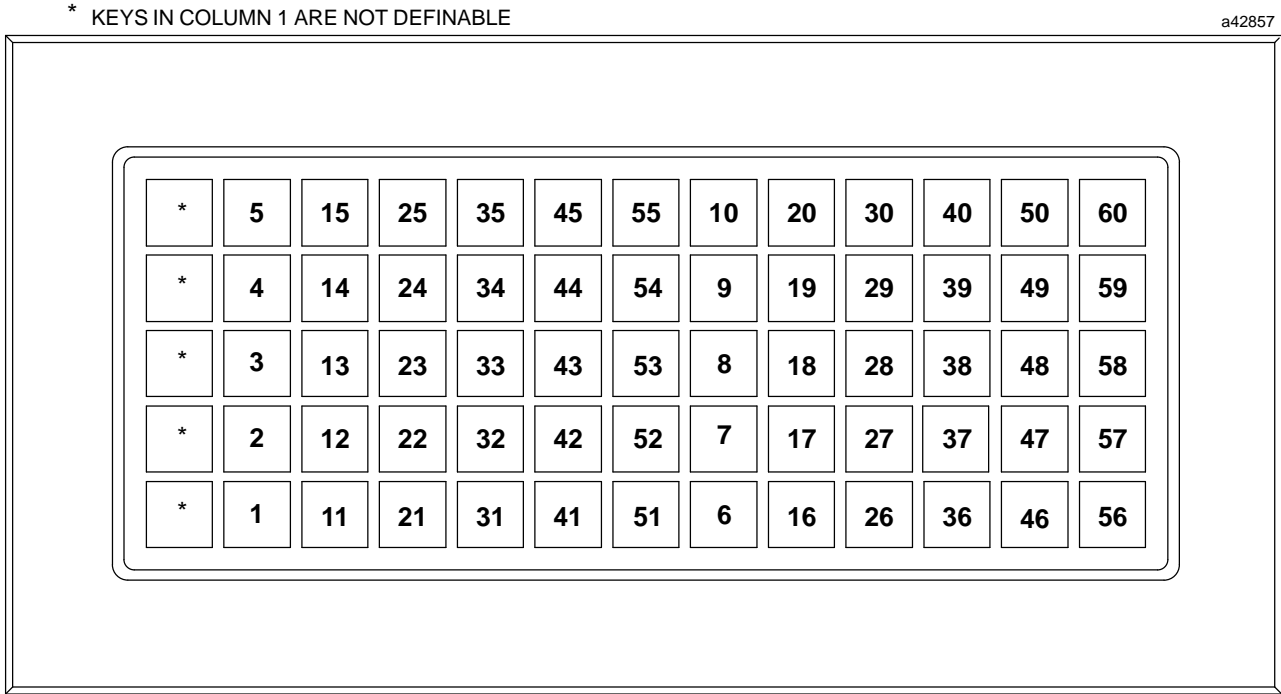 * KEYS IN COLUMN 1 ARE NOT DEFINABLE
a42857
* 5 15 25 35 45 55 10 20 30 40 50 60
* 4 14 24 34 44 54 9 19 29 39 49 59
* 3 13 23 33 43 53 8 18 28 38 48 58
* 2 12 22 32 42 52 7 17 27 37 47 57
* 1 11 21 31 41 51 6 16 26 36 46 56